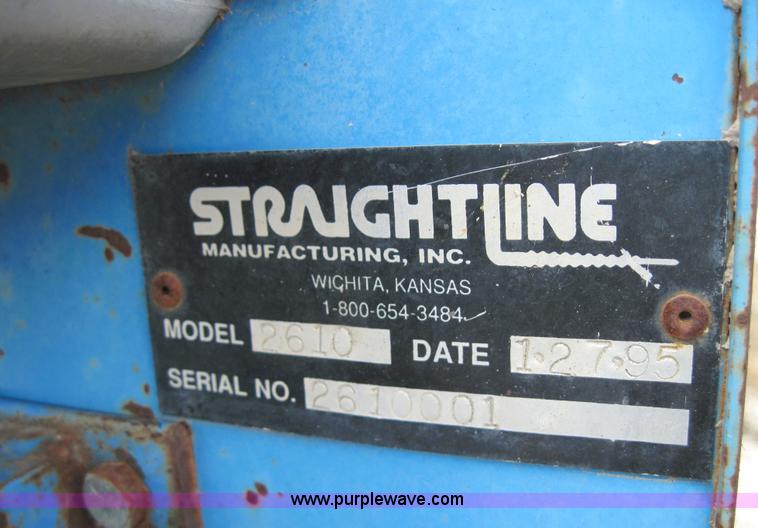 STRAIGHTLINE
MANUFACTURING, INC.
WICHITA, KANSAS
1-800-654-3484
MODEL 2610 DATE 1·27·95
SERIAL NO. 2610001
www.purplewave.com